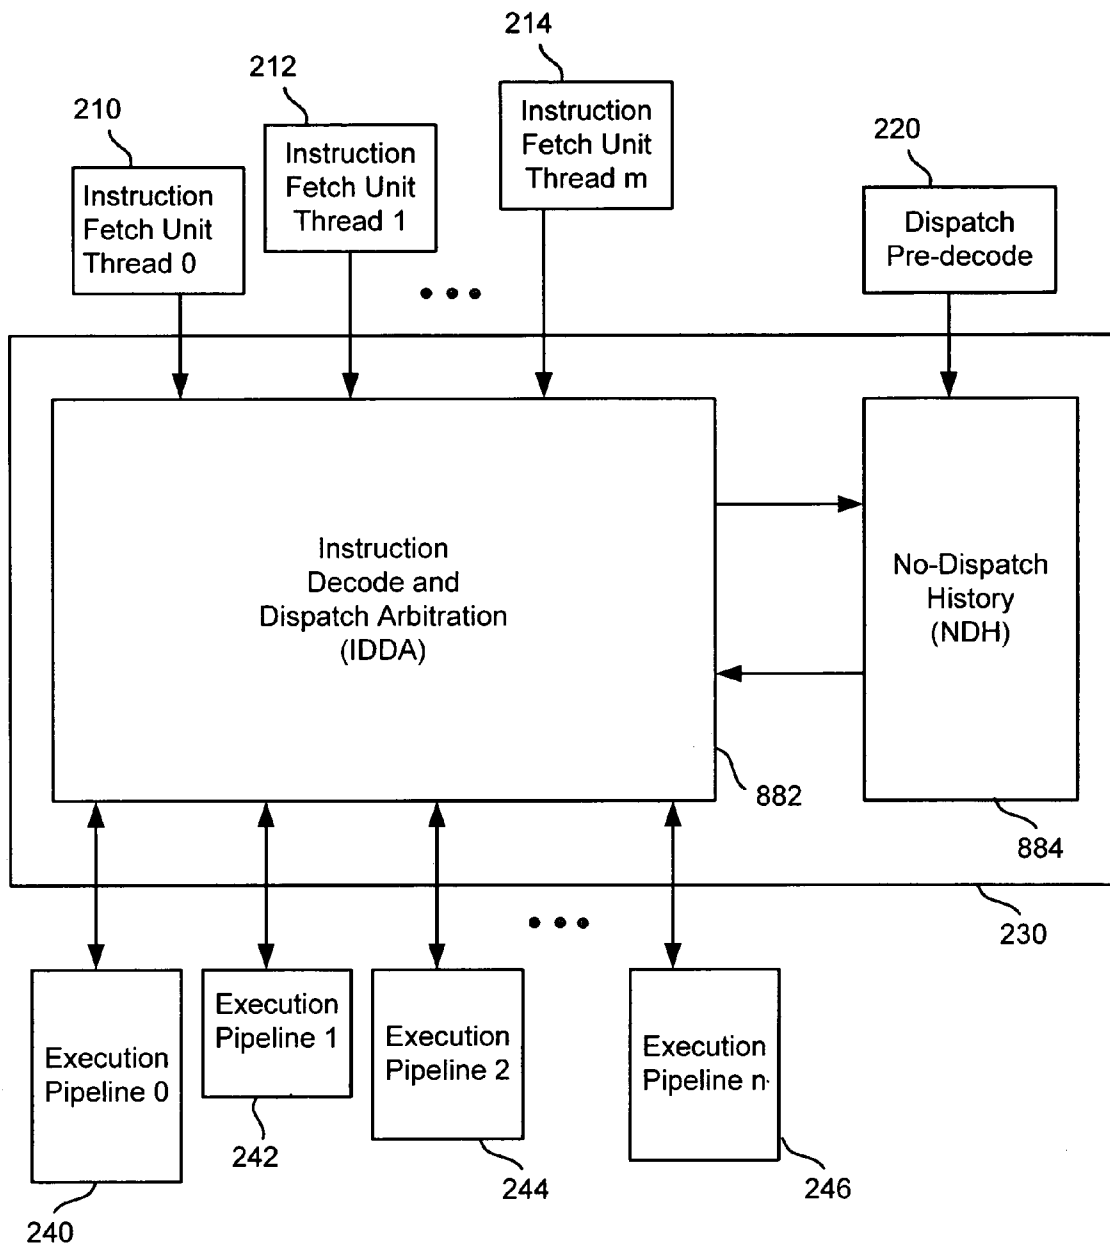 214
212
210
220
Instruction
Fetch Unit
Thread m
Instruction
Fetch Unit
Thread 1
Instruction
Fetch Unit
Thread 0
Dispatch
Pre-decode
Instruction
Decode and
Dispatch Arbitration
(IDDA)
No-Dispatch
History
(NDH)
882
884
230
Execution
Pipeline 0
Execution
Pipeline 1
Execution
Pipeline 2
Execution
Pipeline n
242
244
246
240